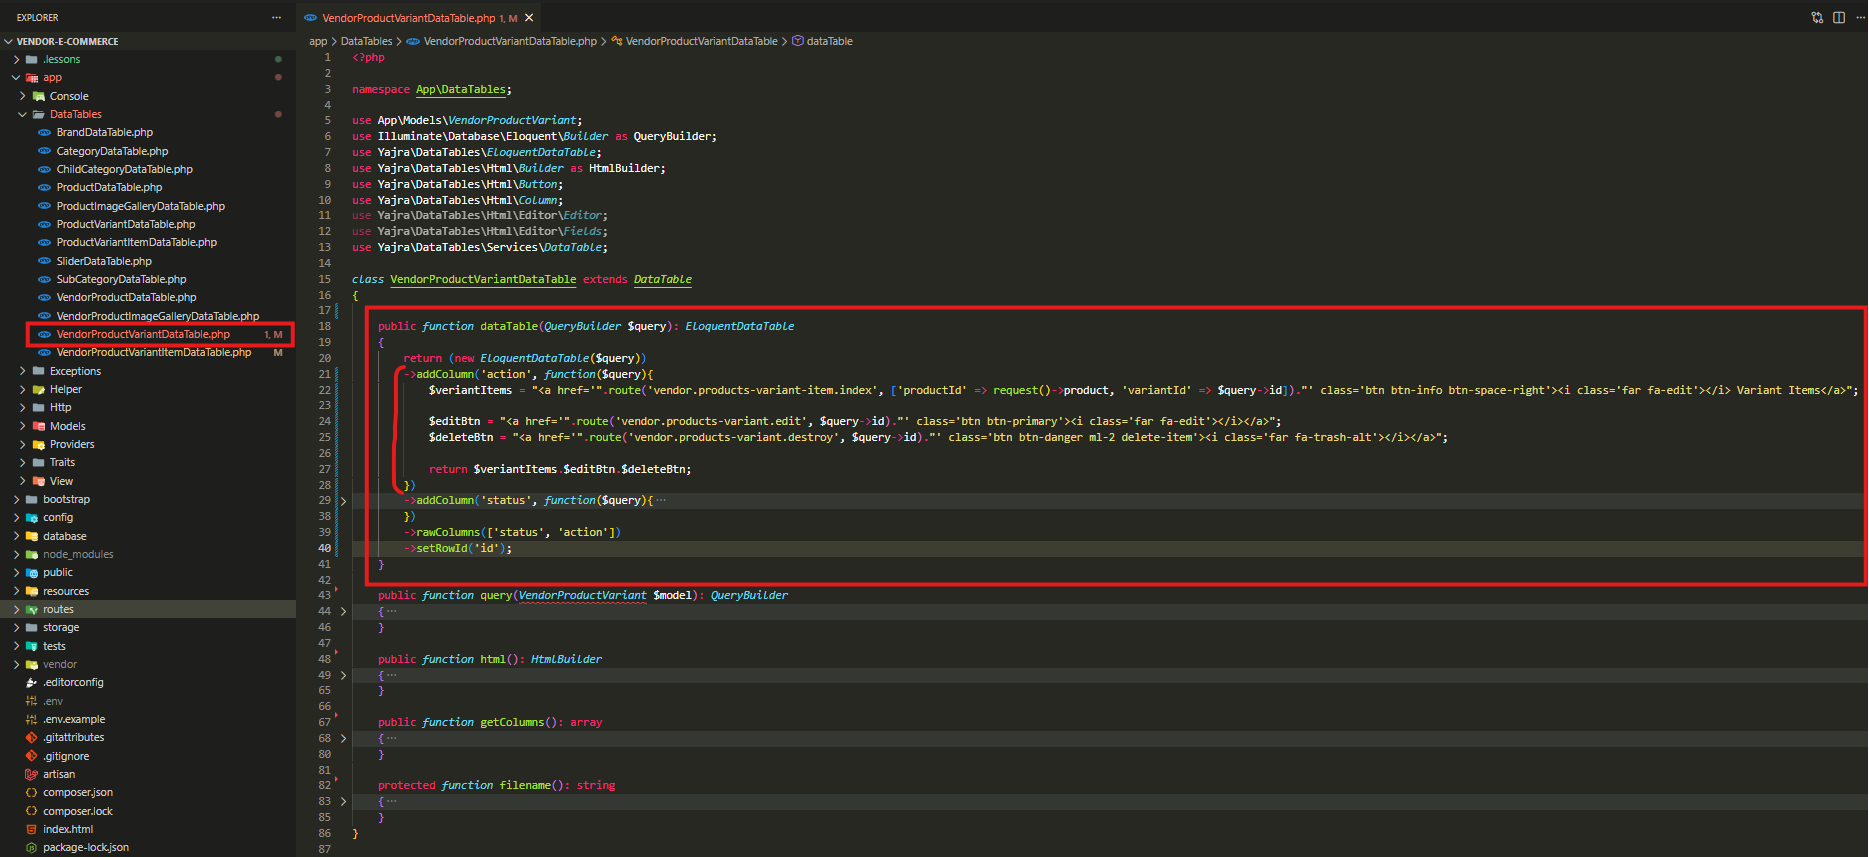 EXPLORER
VENDOR-E-COMMERCE
.lessons
app
Console
DataTables
BrandDataTable.php
CategoryDataTable.php
ChildCategoryDataTable.php
ProductDataTable.php
ProductImageGalleryDataTable.php
ProductVariantDataTable.php
ProductVariantItemDataTable.php
SliderDataTable.php
SubCategoryDataTable.php
VendorProductDataTable.php
VendorProductImageGalleryDataTable.php
VendorProductVariantDataTable.php 1, M
VendorProductVariantItemDataTable.php M
Exceptions
Helper
Http
Models
Providers
Traits
View
bootstrap
config
database
node_modules
public
resources
routes
storage
tests
vendor
.editorconfig
.env
.env.example
.gitattributes
.gitignore
artisan
composer.json
composer.lock
index.html
package-lock.json
VendorProductVariantDataTable.php 1, M
app > DataTables > VendorProductVariantDataTable.php > VendorProductVariantDataTable > dataTable
1 <?php
2
3 namespace App\DataTables;
4
5 use App\Models\VendorProductVariant;
6 use Illuminate\Database\Eloquent\Builder as QueryBuilder;
7 use Yajra\DataTables\EloquentDataTable;
8 use Yajra\DataTables\Html\Builder as HtmlBuilder;
9 use Yajra\DataTables\Html\Button;
10 use Yajra\DataTables\Html\Column;
11 use Yajra\DataTables\Html\Editor\Editor;
12 use Yajra\DataTables\Html\Editor\Fields;
13 use Yajra\DataTables\Services\DataTable;
14
15 class VendorProductVariantDataTable extends DataTable
16 {
17
18 public function dataTable(QueryBuilder $query): EloquentDataTable
19 {
20 return (new EloquentDataTable($query))
21 ->addColumn('action', function($query){
22 $veriantItems = "<a href='".route('vendor.products-variant-item.index', ['productId' => request()->product, 'variantId' => $query->id])."' class='btn btn-info btn-space-right'><i class='far fa-edit'></i> Variant Items</a>";
23
24 $editBtn = "<a href='".route('vendor.products-variant.edit', $query->id)."' class='btn btn-primary'><i class='far fa-edit'></i></a>";
25 $deleteBtn = "<a href='".route('vendor.products-variant.destroy', $query->id)."' class='btn btn-danger ml-2 delete-item'><i class='far fa-trash-alt'></i></a>";
26
27 return $veriantItems.$editBtn.$deleteBtn;
28 })
29 ->addColumn('status', function($query){ ...
38 })
39 ->rawColumns(['status', 'action'])
40 ->setRowId('id');
41 }
42
43 public function query(VendorProductVariant $model): QueryBuilder
44 { ...
46 }
47
48 public function html(): HtmlBuilder
49 { ...
65 }
66
67 public function getColumns(): array
68 { ...
80 }
81
82 protected function filename(): string
83 { ...
85 }
86 }
87